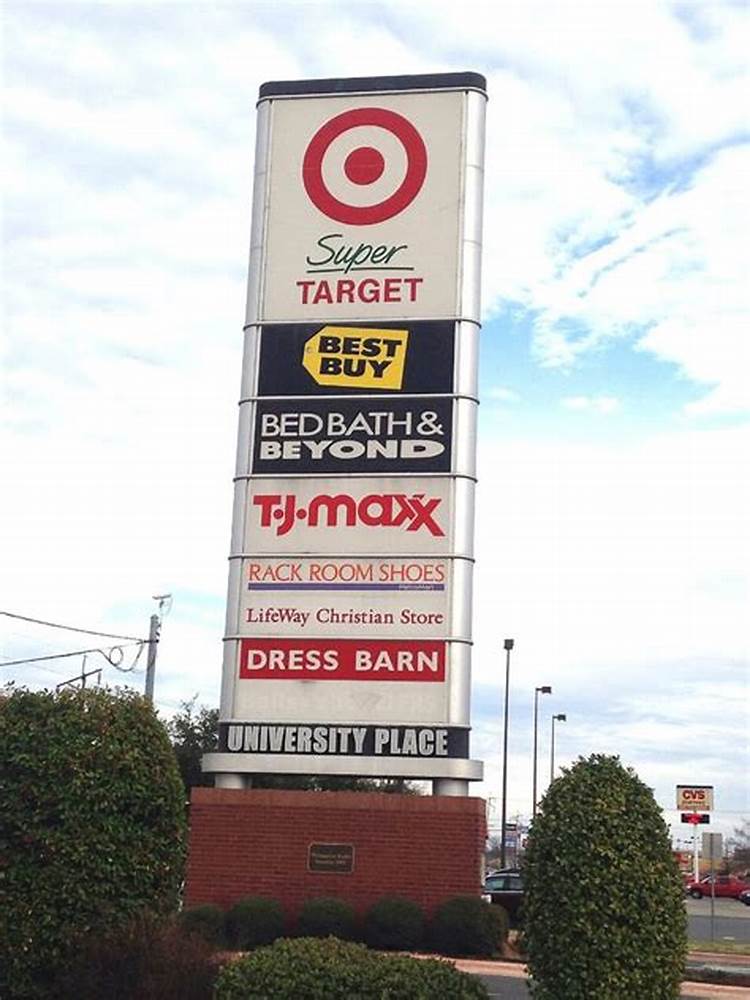 Super
TARGET
BEST
BUY
BED BATH &
BEYOND
T·J·maxx
RACK ROOM SHOES
LifeWay Christian Store
DRESS BARN
UNIVERSITY PLACE
CVS